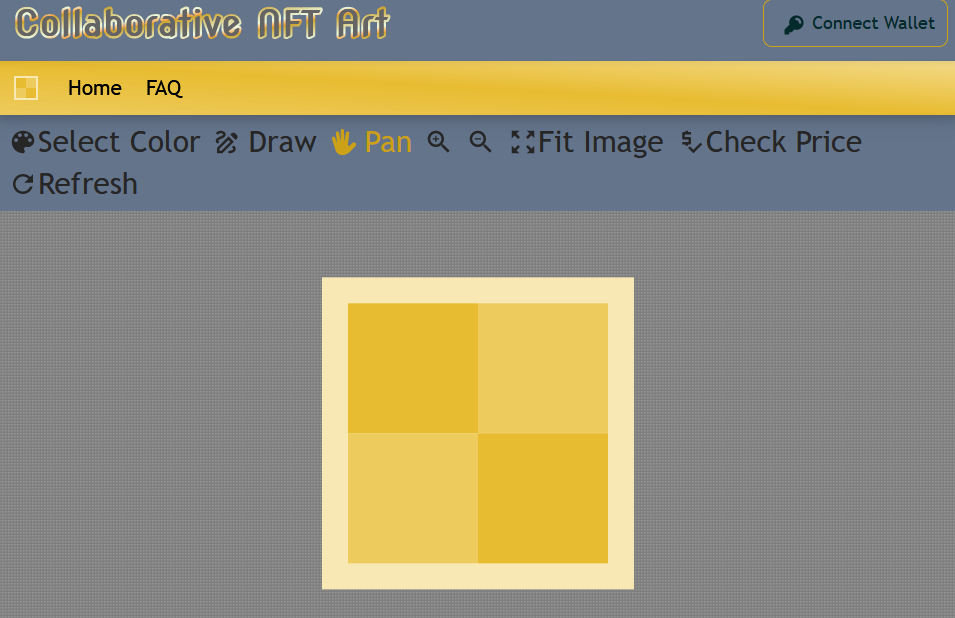 Collaborative NFT Art
Connect Wallet
Home FAQ
Select Color Draw Pan Fit Image Check Price
Refresh